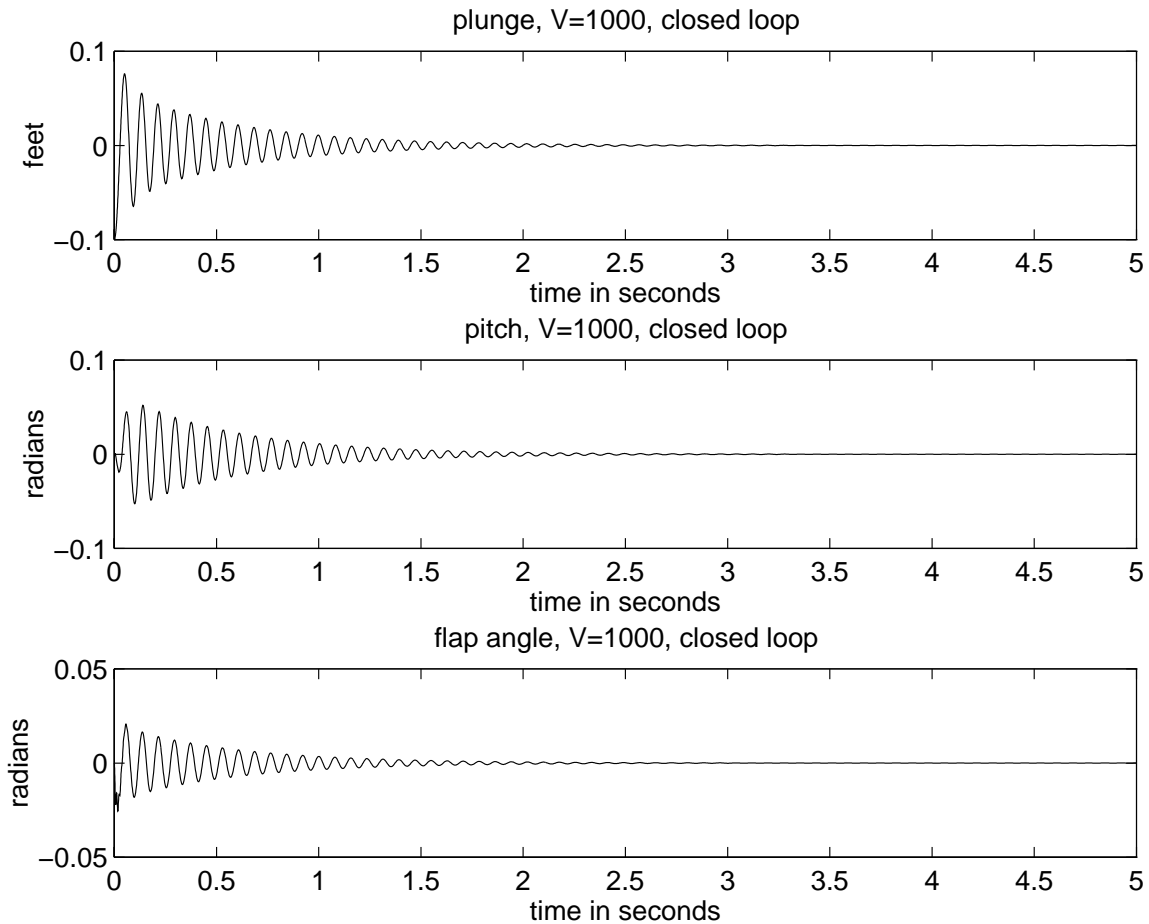 plunge, V=1000, closed loop
0.1
0
−0.1
feet
0 0.5 1 1.5 2 2.5 3 3.5 4 4.5 5
time in seconds
pitch, V=1000, closed loop
0.1
0
−0.1
radians
0 0.5 1 1.5 2 2.5 3 3.5 4 4.5 5
time in seconds
flap angle, V=1000, closed loop
0.05
0
−0.05
radians
0 0.5 1 1.5 2 2.5 3 3.5 4 4.5 5
time in seconds